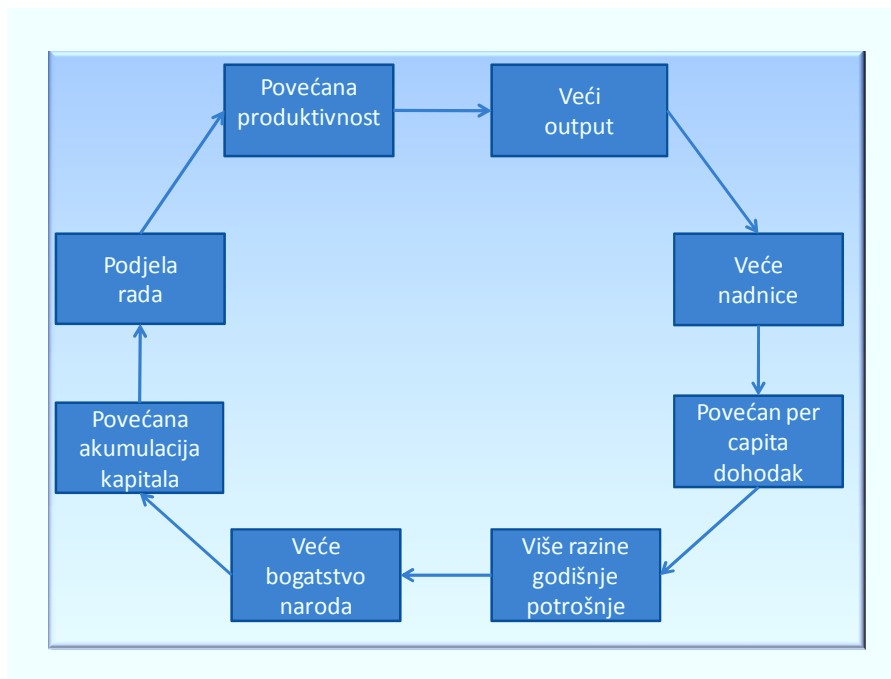 Povećana
produktivnost
Veći
output
Podjela
rada
Veće
nadnice
Povećana
akumulacija
kapitala
Povećan per
capita
dohodak
Veće
bogatstvo
naroda
Više razine
godišnje
potrošnje